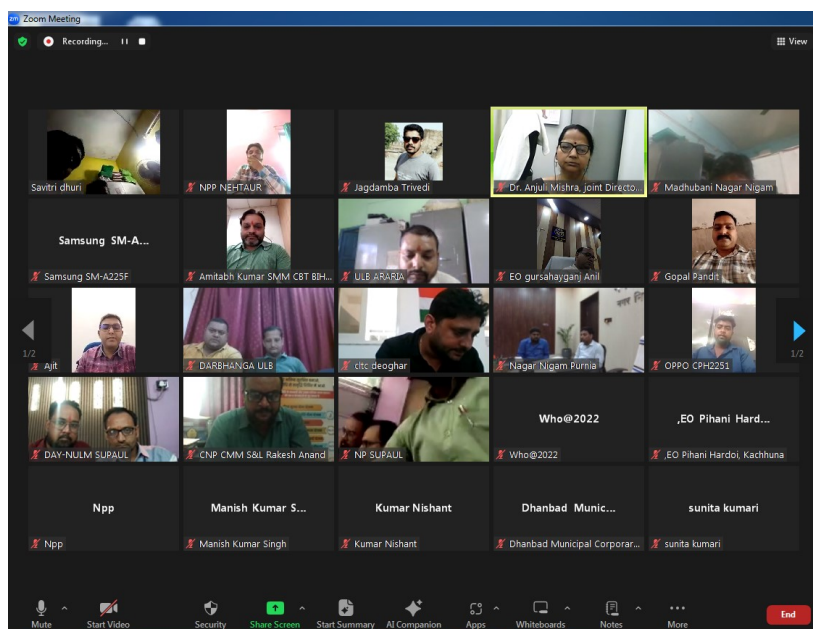 zm Zoom Meeting
Recording...
View
Savitri dhuri
NPP NEHTAUR
Jagdamba Trivedi
Dr. Anjuli Mishra, joint Directo...
Madhubani Nagar Nigam
Samsung SM-A...
Samsung SM-A225F
Amitabh Kumar SMM CBT BIH...
ULB ARARIA
EO gursahayganj Anil
Gopal Pandit
1/2
Ajit
DARBHANGA ULB
cltc deoghar
Nagar Nigam Purnia
OPPO CPH2251
1/2
DAY-NULM SUPAUL
CNP CMM S&L Rakesh Anand
NP SUPAUL
Who@2022
Who@2022
,EO Pihani Hard...
,EO Pihani Hardoi, Kachhuna
Npp
Npp
Manish Kumar S...
Manish Kumar Singh
Kumar Nishant
Kumar Nishant
Dhanbad Munic...
Dhanbad Municipal Corporar...
sunita kumari
sunita kumari
Mute
Start Video
Security
Share Screen
Start Summary
AI Companion
Apps
Whiteboards
Notes
More
End